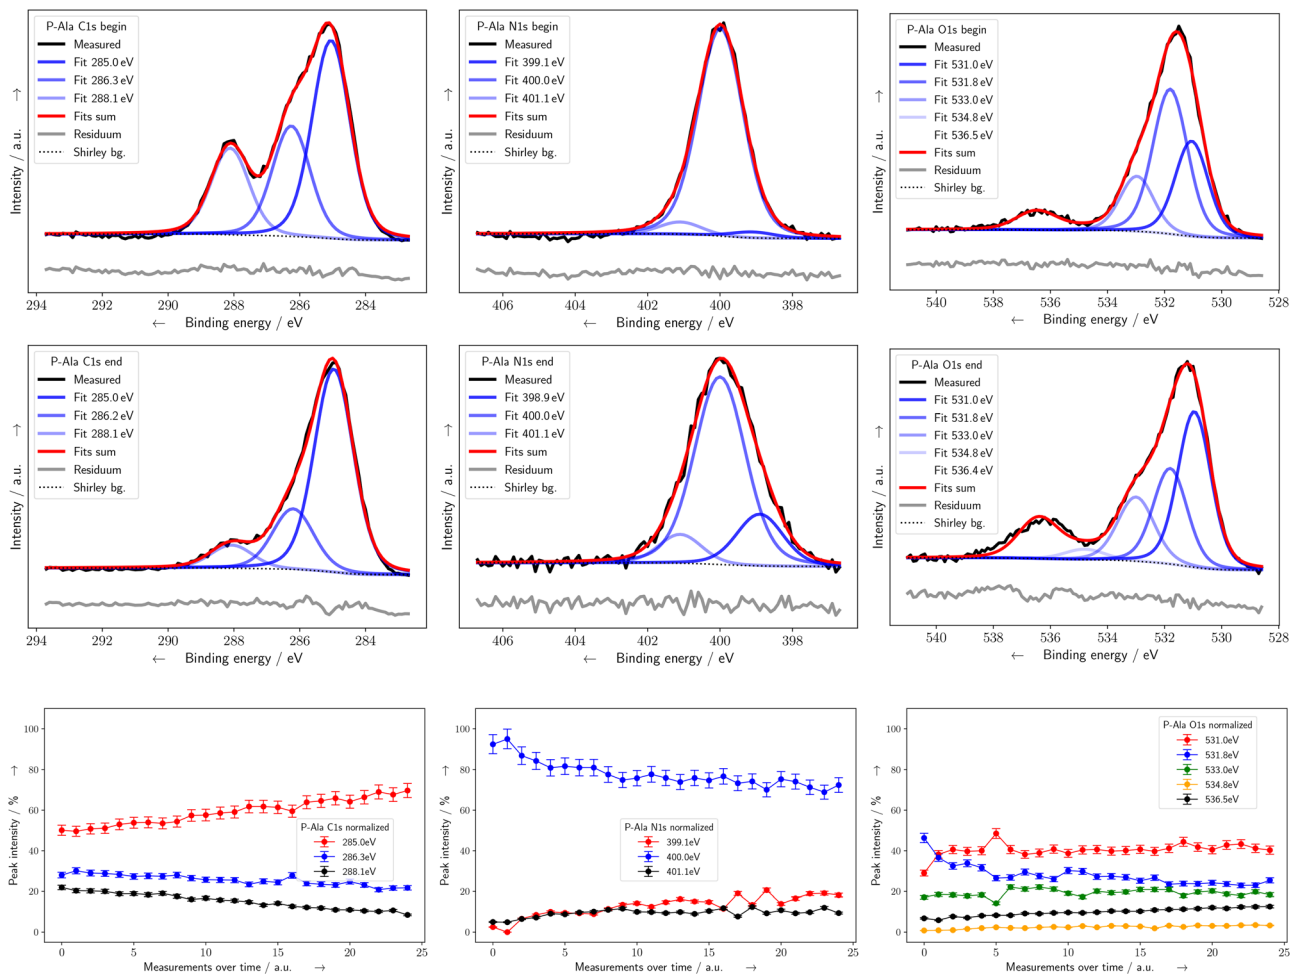 P-Ala C1s begin
Measured
Fit 285.0 eV
Fit 286.3 eV
Fit 288.1 eV
Fits sum
Residuum
Shirley bg.
Intensity / a.u. →
294 292 290 288 286 284
← Binding energy / eV
P-Ala N1s begin
Measured
Fit 399.1 eV
Fit 400.0 eV
Fit 401.1 eV
Fits sum
Residuum
Shirley bg.
Intensity / a.u. →
406 404 402 400 398
← Binding energy / eV
P-Ala O1s begin
Measured
Fit 531.0 eV
Fit 531.8 eV
Fit 533.0 eV
Fit 534.8 eV
Fit 536.5 eV
Fits sum
Residuum
Shirley bg.
Intensity / a.u. →
540 538 536 534 532 530 528
← Binding energy / eV
P-Ala C1s end
Measured
Fit 285.0 eV
Fit 286.2 eV
Fit 288.1 eV
Fits sum
Residuum
Shirley bg.
Intensity / a.u. →
294 292 290 288 286 284
← Binding energy / eV
P-Ala N1s end
Measured
Fit 398.9 eV
Fit 400.0 eV
Fit 401.1 eV
Fits sum
Residuum
Shirley bg.
Intensity / a.u. →
406 404 402 400 398
← Binding energy / eV
P-Ala O1s end
Measured
Fit 531.0 eV
Fit 531.8 eV
Fit 533.0 eV
Fit 534.8 eV
Fit 536.4 eV
Fits sum
Residuum
Shirley bg.
Intensity / a.u. →
540 538 536 534 532 530 528
← Binding energy / eV
100
80
60
40
20
0
Peak intensity / % →
P-Ala C1s normalized
285.0eV
286.3eV
288.1eV
0 5 10 15 20 25
Measurements over time / a.u. →
100
80
60
40
20
0
Peak intensity / % →
P-Ala N1s normalized
399.1eV
400.0eV
401.1eV
0 5 10 15 20 25
Measurements over time / a.u. →
100
80
60
40
20
0
Peak intensity / % →
P-Ala O1s normalized
531.0eV
531.8eV
533.0eV
534.8eV
536.5eV
0 5 10 15 20 25
Measurements over time / a.u. →